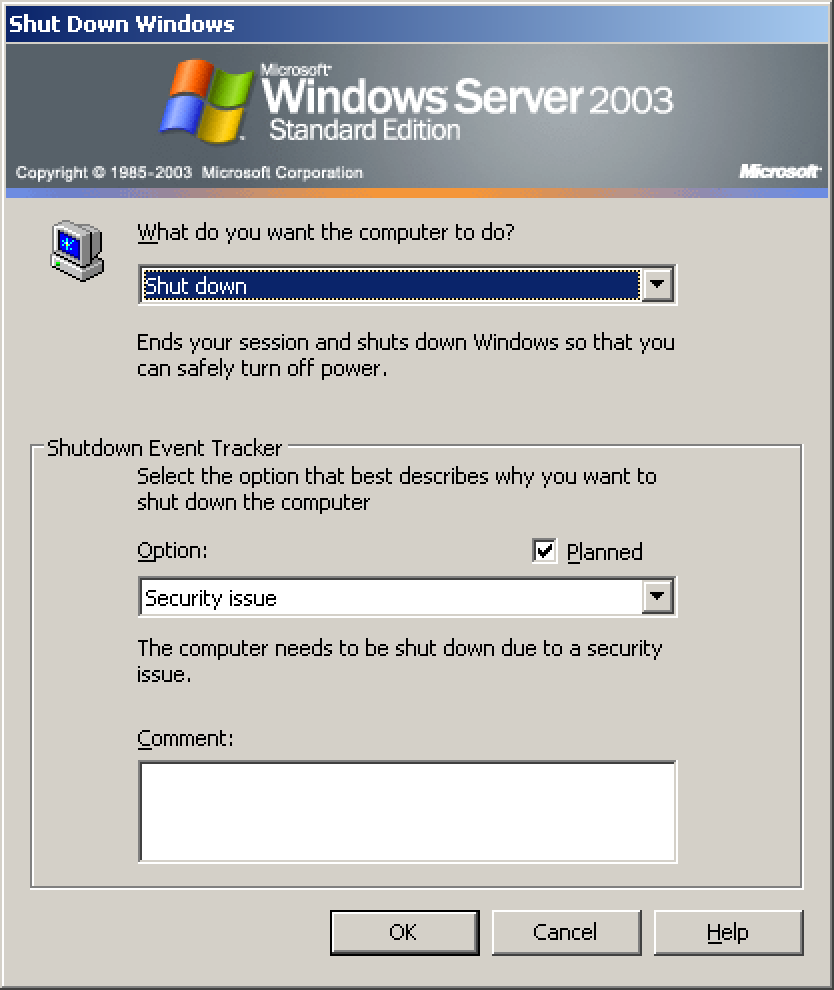 Shut Down Windows
Microsoft®
Windows Server 2003
Standard Edition
Copyright © 1985-2003 Microsoft Corporation
Microsoft®
What do you want the computer to do?
Shut down
Ends your session and shuts down Windows so that you
can safely turn off power.
Shutdown Event Tracker
Select the option that best describes why you want to
shut down the computer
Option:
Planned
Security issue
The computer needs to be shut down due to a security
issue.
Comment:
OK
Cancel
Help